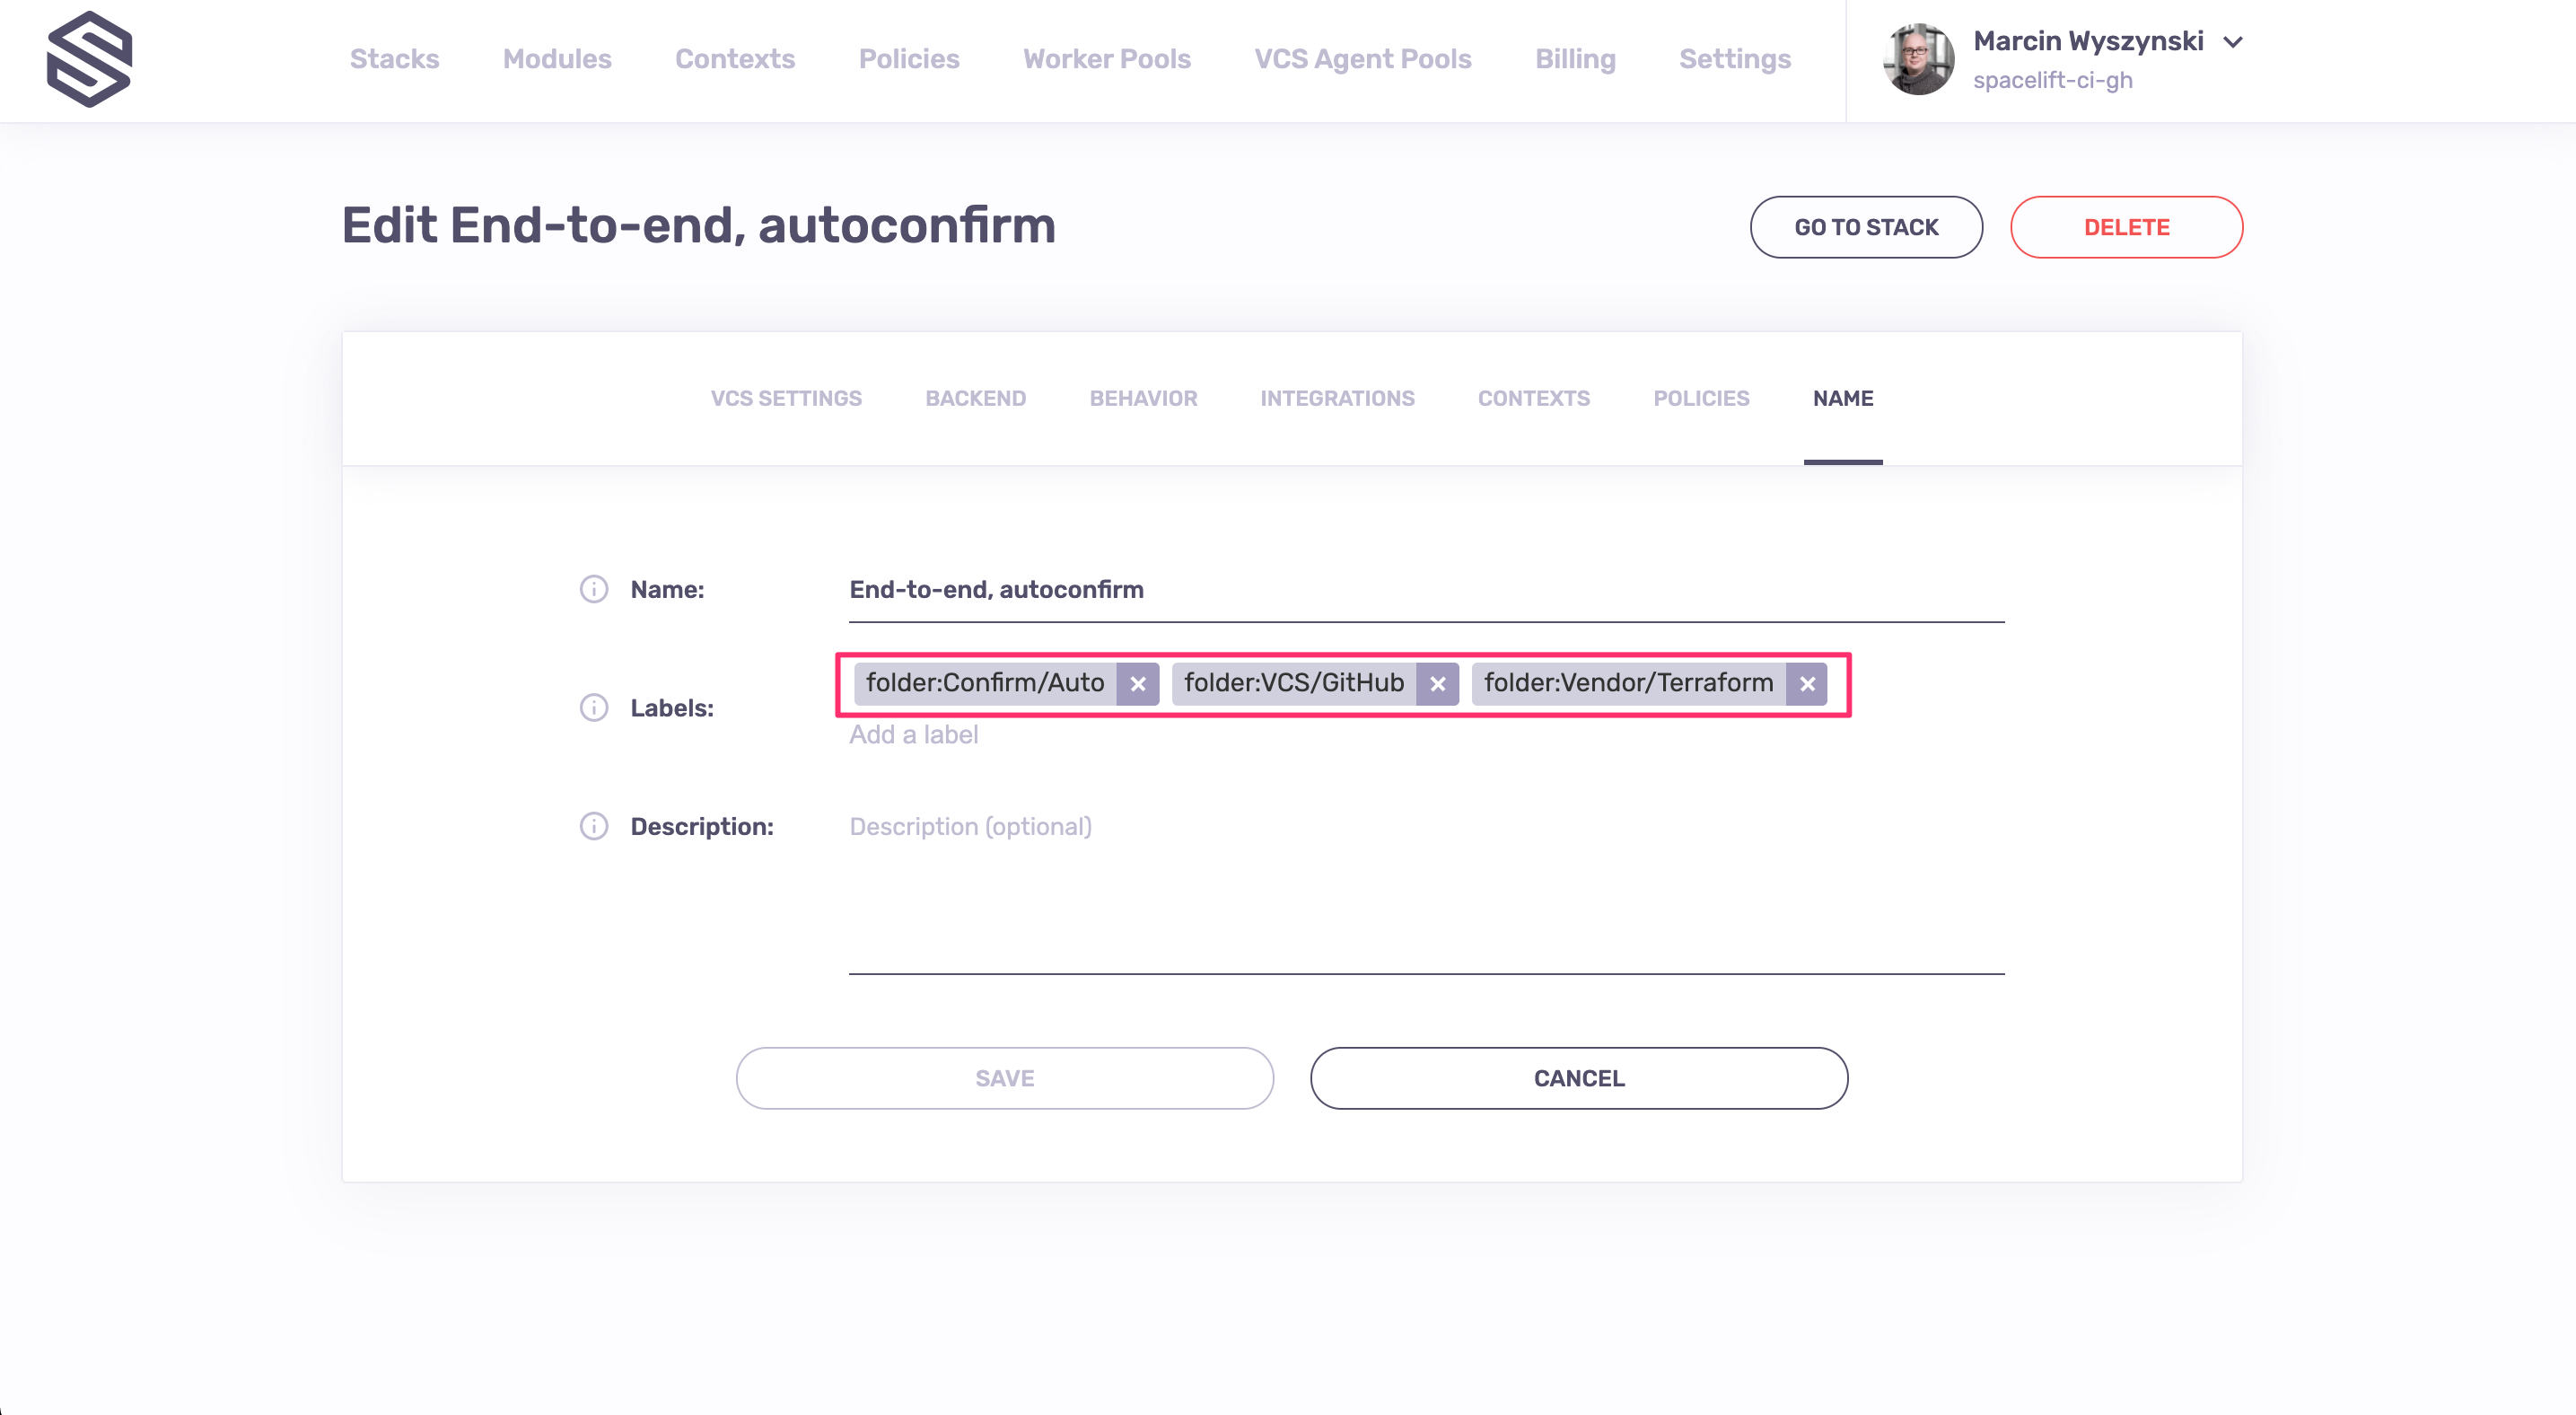 Stacks Modules Contexts Policies Worker Pools VCS Agent Pools Billing Settings
Marcin Wyszynski
spacelift-ci-gh
Edit End-to-end, autoconfirm
GO TO STACK
DELETE
VCS SETTINGS BACKEND BEHAVIOR INTEGRATIONS CONTEXTS POLICIES NAME
Name: End-to-end, autoconfirm
folder:Confirm/Auto × folder:VCS/GitHub × folder:Vendor/Terraform ×
Labels:
Add a label
Description: Description (optional)
SAVE CANCEL